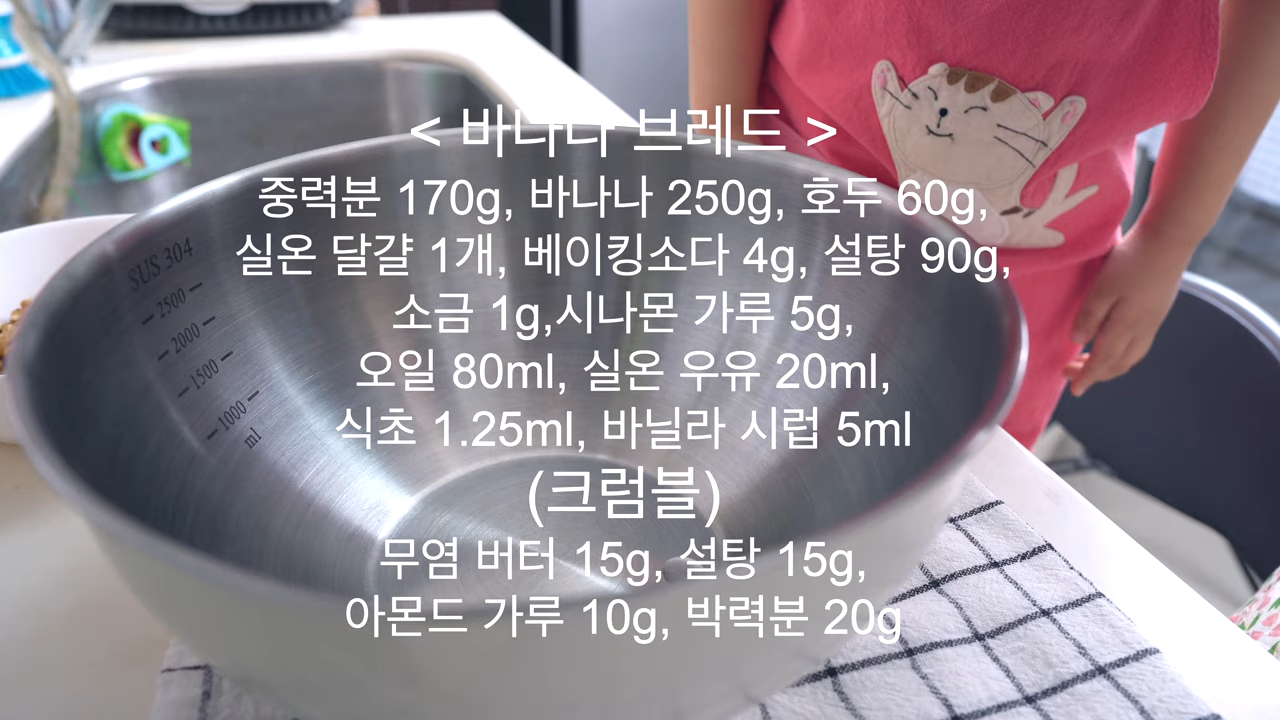 < 바나나 브레드 >
중력분 170g, 바나나 250g, 호두 60g,
실온 달걀 1개, 베이킹소다 4g, 설탕 90g,
소금 1g,시나몬 가루 5g,
오일 80ml, 실온 우유 20ml,
식초 1.25ml, 바닐라 시럽 5ml
(크럼블)
무염 버터 15g, 설탕 15g,
아몬드 가루 10g, 박력분 20g
SUS 304
2500
2000
1500
1000
ml